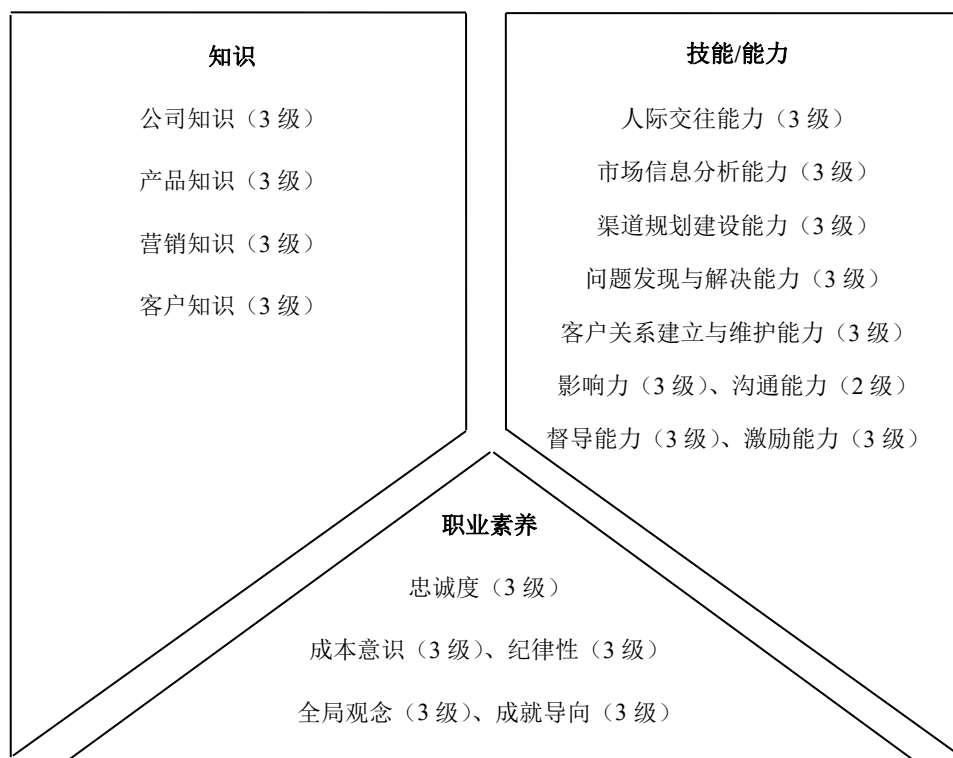 知识
公司知识（3 级）
产品知识（3 级）
营销知识（3 级）
客户知识（3 级）
技能/能力
人际交往能力（3 级）
市场信息分析能力（3 级）
渠道规划建设能力（3 级）
问题发现与解决能力（3 级）
客户关系建立与维护能力（3 级）
影响力（3 级）、沟通能力（2 级）
督导能力（3 级）、激励能力（3 级）
职业素养
忠诚度（3 级）
成本意识（3 级）、纪律性（3 级）
全局观念（3 级）、成就导向（3 级）